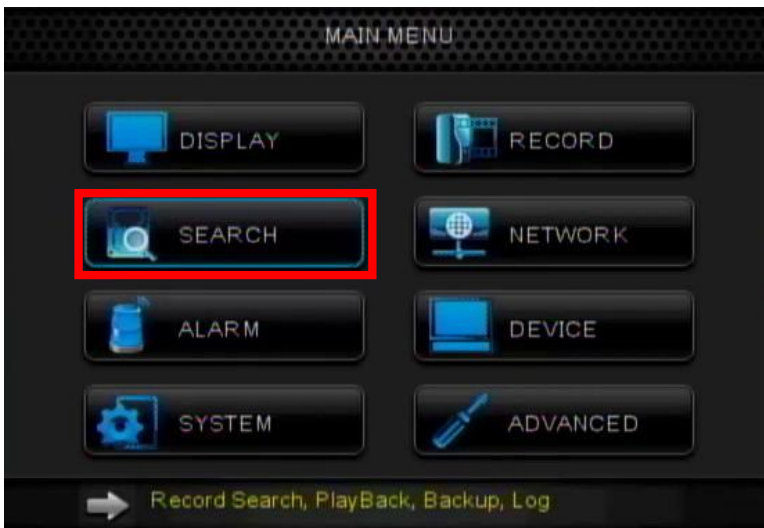 MAIN MENU
DISPLAY
RECORD
SEARCH
NETWORK
ALARM
DEVICE
SYSTEM
ADVANCED
Record Search, PlayBack, Backup, Log